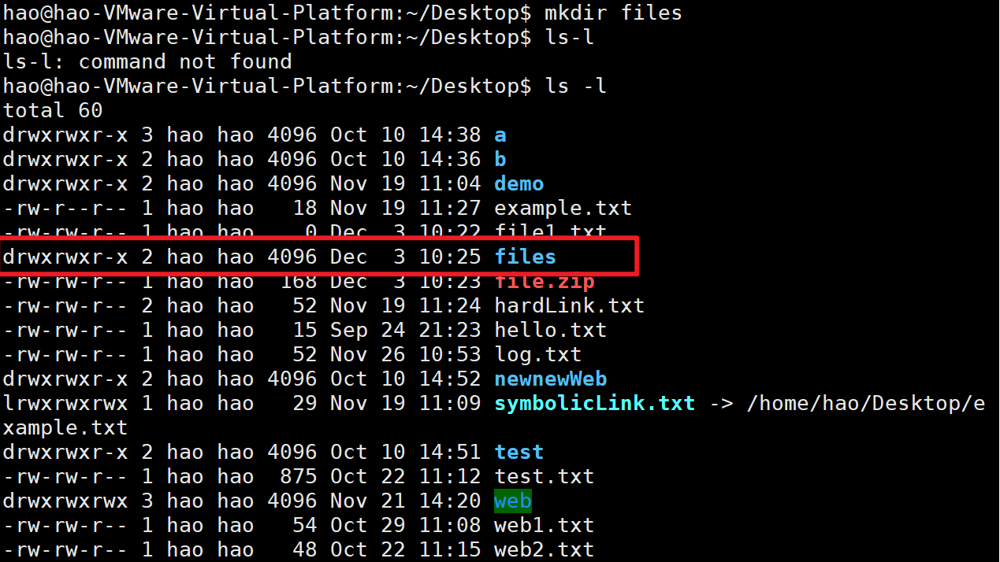 hao@hao-VMware-Virtual-Platform:~/Desktop$ mkdir files
hao@hao-VMware-Virtual-Platform:~/Desktop$ ls-l
ls-l: command not found
hao@hao-VMware-Virtual-Platform:~/Desktop$ ls -l
total 60
drwxrwxr-x 3 hao hao 4096 Oct 10 14:38 a
drwxrwxr-x 2 hao hao 4096 Oct 10 14:36 b
drwxrwxr-x 2 hao hao 4096 Nov 19 11:04 demo
-rw-r--r-- 1 hao hao   18 Nov 19 11:27 example.txt
-rw-rw-r-- 1 hao hao    0 Dec  3 10:22 file1.txt
drwxrwxr-x 2 hao hao 4096 Dec  3 10:25 files
-rw-rw-r-- 1 hao hao  168 Dec  3 10:23 file.zip
-rw-rw-r-- 2 hao hao   52 Nov 19 11:24 hardLink.txt
-rw-rw-r-- 1 hao hao   15 Sep 24 21:23 hello.txt
-rw-rw-r-- 1 hao hao   52 Nov 26 10:53 log.txt
drwxrwxr-x 2 hao hao 4096 Oct 10 14:52 newnewWeb
lrwxrwxrwx 1 hao hao   29 Nov 19 11:09 symbolicLink.txt -> /home/hao/Desktop/e
xample.txt
drwxrwxr-x 2 hao hao 4096 Oct 10 14:51 test
-rw-rw-r-- 1 hao hao  875 Oct 22 11:12 test.txt
drwxrwxrwx 3 hao hao 4096 Nov 21 14:20 web
-rw-rw-r-- 1 hao hao   54 Oct 29 11:08 web1.txt
-rw-rw-r-- 1 hao hao   48 Oct 22 11:15 web2.txt